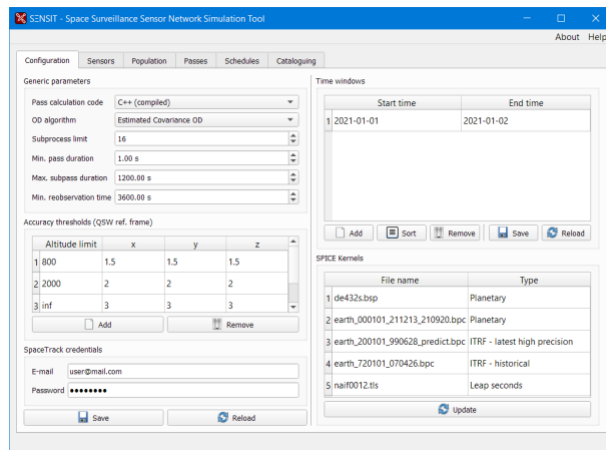 SENSIT - Space Surveillance Sensor Network Simulation Tool
About Help
Configuration Sensors Population Passes Schedules Cataloguing
Generic parameters
Pass calculation code C++ (compiled)
OD algorithm Estimated Covariance OD
Subprocess limit 16
Min. pass duration 1.00 s
Max. subpass duration 1200.00 s
Min. reobservation time 3600.00 s
Accuracy thresholds (QSW ref. frame)
Altitude limit x y z
1 800 1.5 1.5 1.5
2 2000 2 2 2
3 inf 3 3 3
Add Remove
SpaceTrack credentials
E-mail user@mail.com
Password ●●●●●●●●
Save Reload
Time windows
Start time End time
1 2021-01-01 2021-01-02
Add Sort Remove Save Reload
SPICE Kernels
File name Type
1 de432s.bsp Planetary
2 earth_000101_211213_210920.bpc Planetary
3 earth_200101_990628_predict.bpc ITRF - latest high precision
4 earth_720101_070426.bpc ITRF - historical
5 naif0012.tls Leap seconds
Update